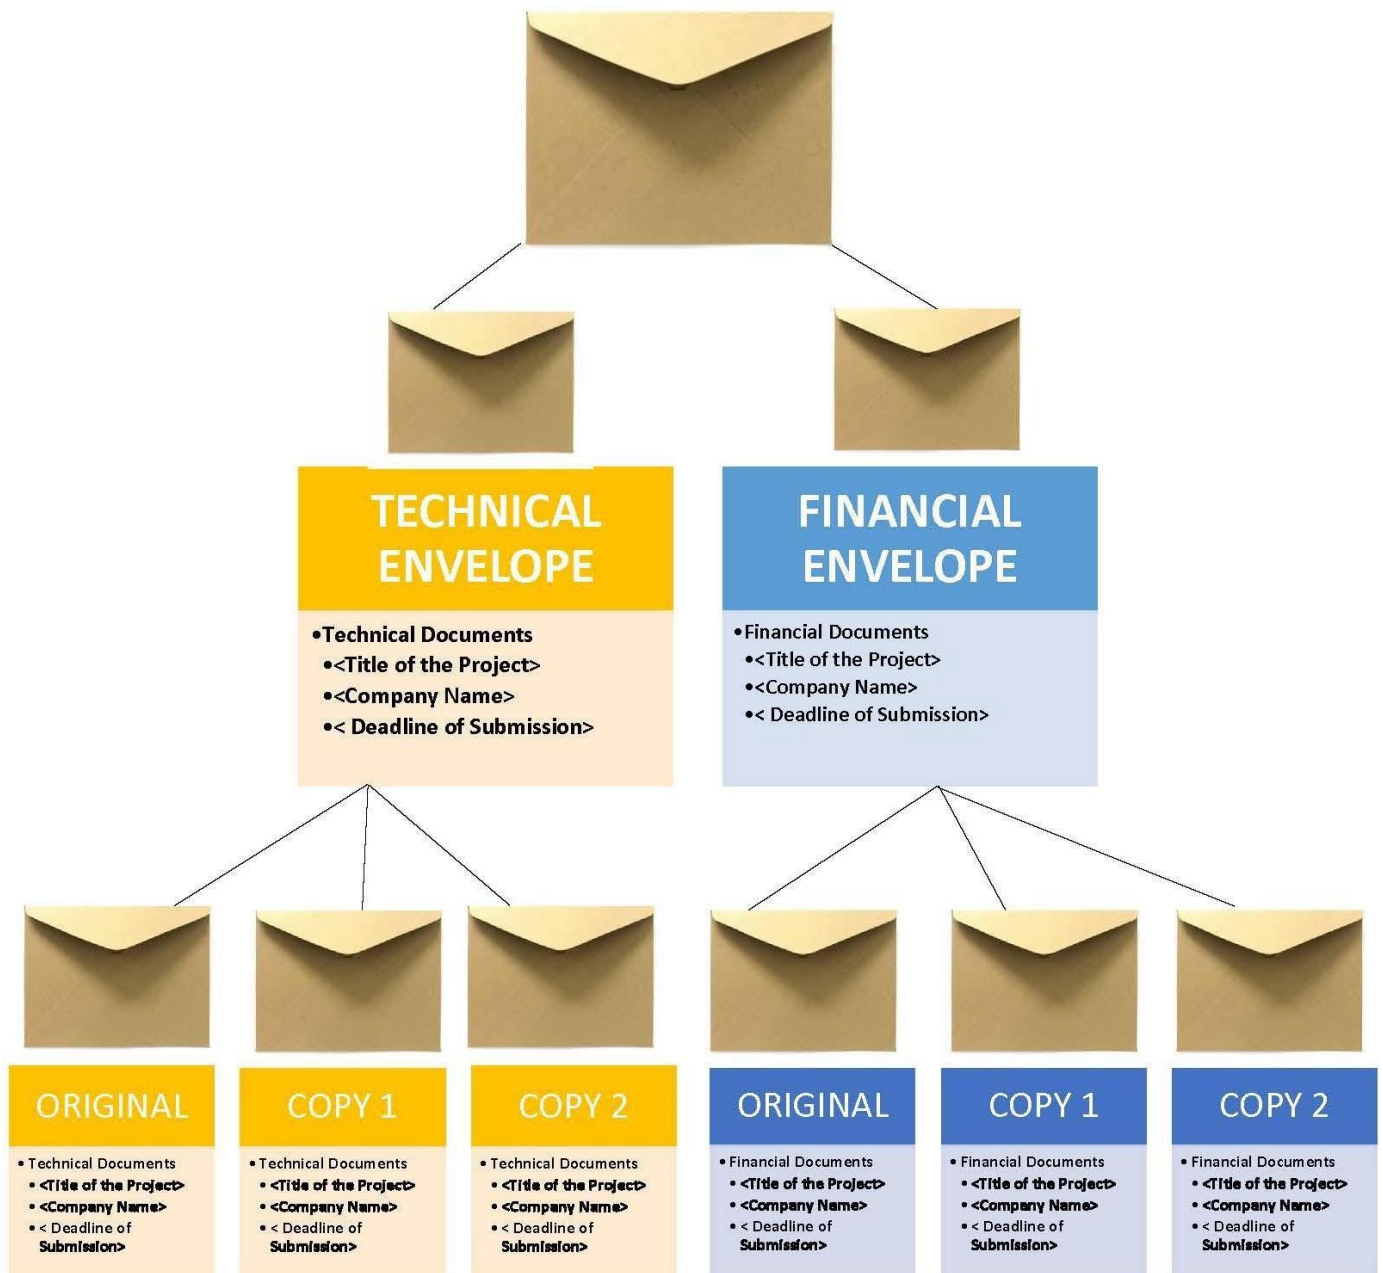 TECHNICAL
ENVELOPE
•Technical Documents
•<Title of the Project>
•<Company Name>
•< Deadline of Submission>
FINANCIAL
ENVELOPE
•Financial Documents
•<Title of the Project>
•<Company Name>
•< Deadline of Submission>
ORIGINAL
• Technical Documents
• <Title of the Project>
• <Company Name>
• < Deadline of
Submission>
COPY 1
• Technical Documents
• <Title of the Project>
• <Company Name>
• < Deadline of
Submission>
COPY 2
• Technical Documents
• <Title of the Project>
• <Company Name>
• < Deadline of
Submission>
ORIGINAL
• Financial Documents
• <Title of the Project>
• <Company Name>
• < Deadline of
Submission>
COPY 1
• Financial Documents
• <Title of the Project>
• <Company Name>
• < Deadline of
Submission>
COPY 2
• Financial Documents
• <Title of the Project>
• <Company Name>
• < Deadline of
Submission>